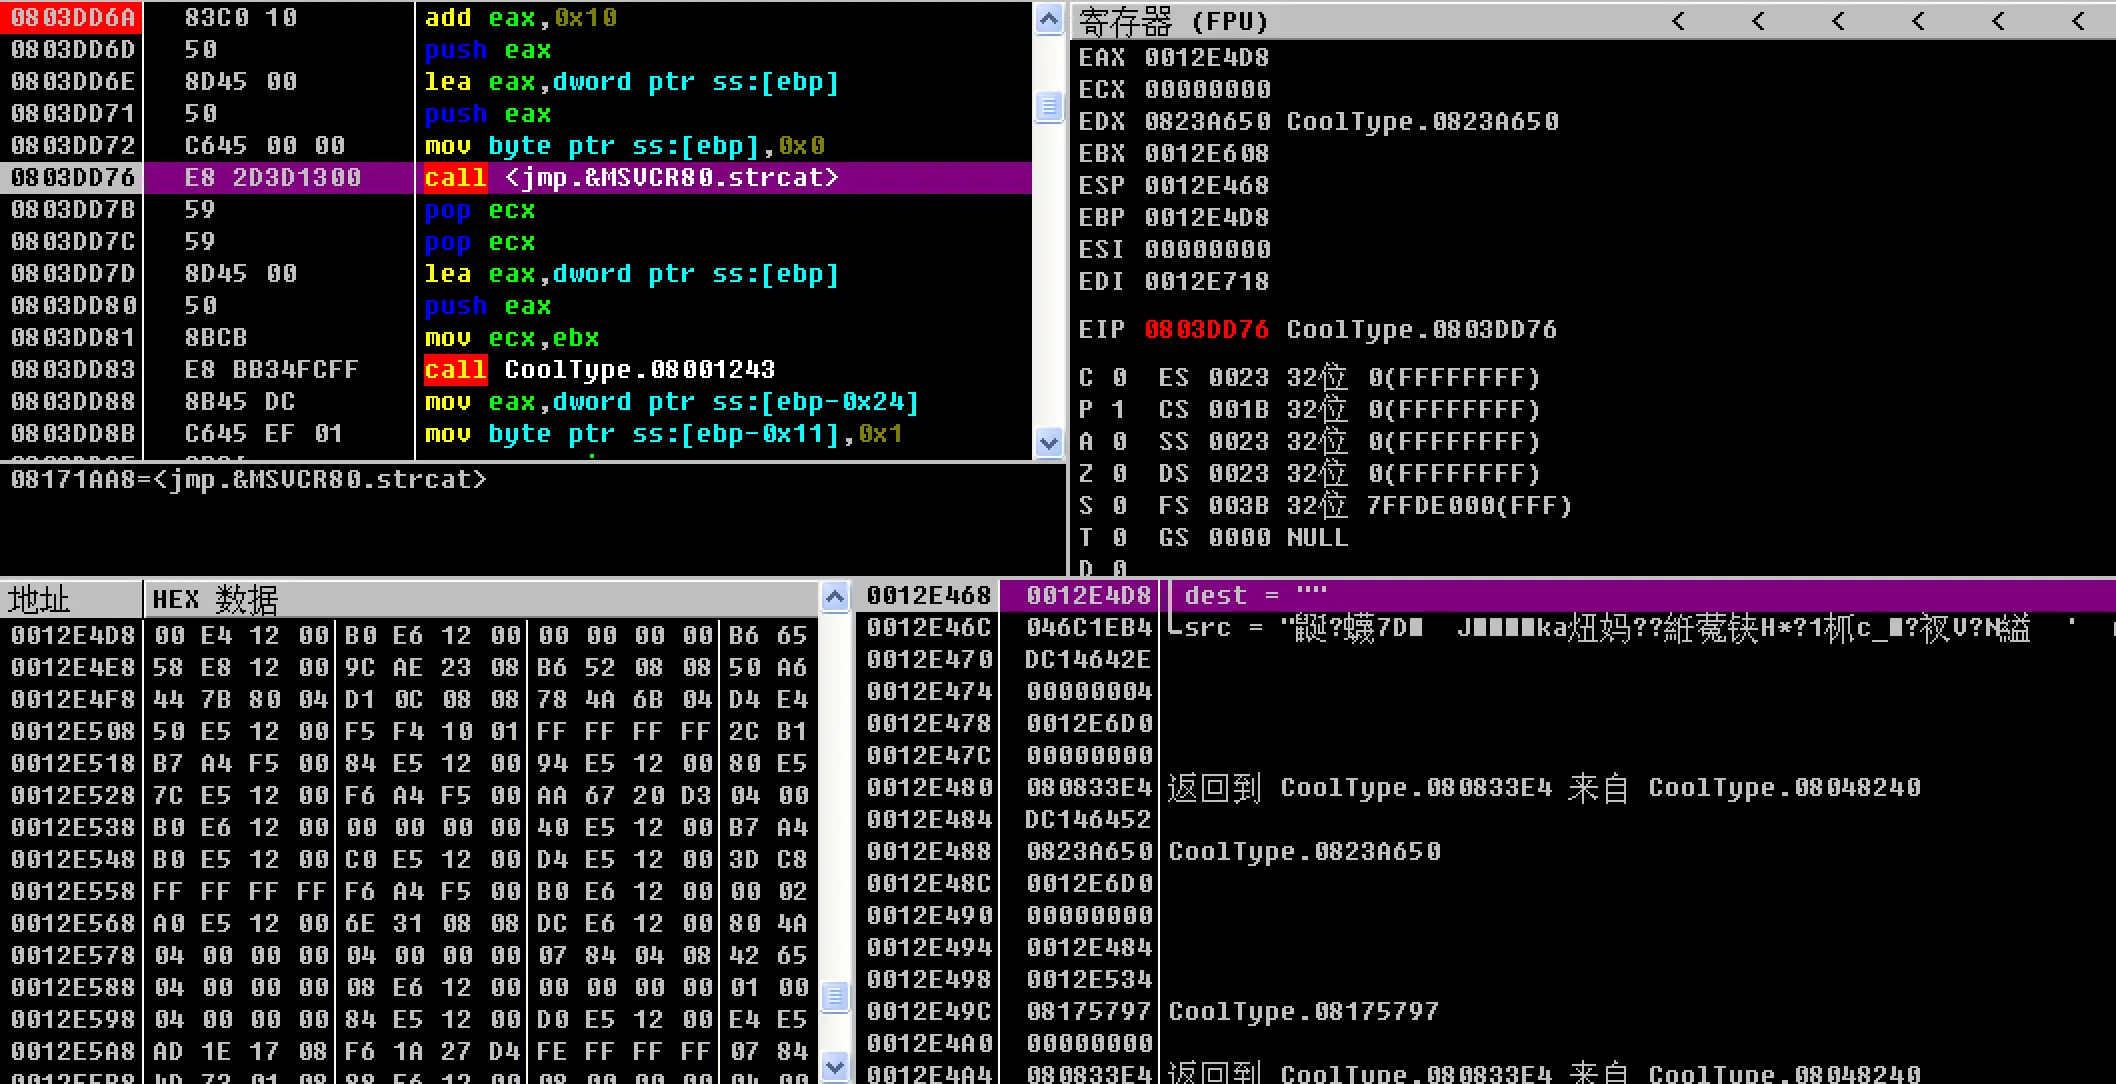 0803DD6A 83C0 10 add eax,0x10
0803DD6D 50 push eax
0803DD6E 8D45 00 lea eax,dword ptr ss:[ebp]
0803DD71 50 push eax
0803DD72 C645 00 00 mov byte ptr ss:[ebp],0x0
0803DD76 E8 2D3D1300 call <jmp.&MSVCR80.strcat>
0803DD7B 59 pop ecx
0803DD7C 59 pop ecx
0803DD7D 8D45 00 lea eax,dword ptr ss:[ebp]
0803DD80 50 push eax
0803DD81 8BCB mov ecx,ebx
0803DD83 E8 BB34FCFF call CoolType.08001243
0803DD88 8B45 DC mov eax,dword ptr ss:[ebp-0x24]
0803DD8B C645 EF 01 mov byte ptr ss:[ebp-0x11],0x1
08171AA8=<jmp.&MSVCR80.strcat>
寄存器 (FPU) < < < < < <
EAX 0012E4D8
ECX 00000000
EDX 0823A650 CoolType.0823A650
EBX 0012E608
ESP 0012E468
EBP 0012E4D8
ESI 00000000
EDI 0012E718
EIP 0803DD76 CoolType.0803DD76
C 0 ES 0023 32位 0(FFFFFFFF)
P 1 CS 001B 32位 0(FFFFFFFF)
A 0 SS 0023 32位 0(FFFFFFFF)
Z 0 DS 0023 32位 0(FFFFFFFF)
S 0 FS 003B 32位 7FFDE000(FFF)
T 0 GS 0000 NULL
D 0
地址 HEX 数据
0012E4D8 00 E4 12 00 B0 E6 12 00 00 00 00 00 B6 65
0012E4E8 58 E8 12 00 9C AE 23 08 B6 52 08 08 50 A6
0012E4F8 44 7B 80 04 D1 0C 08 08 78 4A 6B 04 D4 E4
0012E508 50 E5 12 00 F5 F4 10 01 FF FF FF FF 2C B1
0012E518 B7 A4 F5 00 84 E5 12 00 94 E5 12 00 80 E5
0012E528 7C E5 12 00 F6 A4 F5 00 AA 67 20 D3 04 00
0012E538 B0 E6 12 00 00 00 00 00 40 E5 12 00 B7 A4
0012E548 B0 E5 12 00 C0 E5 12 00 D4 E5 12 00 3D C8
0012E558 FF FF FF FF F6 A4 F5 00 B0 E6 12 00 00 02
0012E568 A0 E5 12 00 6E 31 08 08 DC E6 12 00 80 4A
0012E578 04 00 00 00 04 00 00 00 07 84 04 08 42 65
0012E588 04 00 00 00 08 E6 12 00 00 00 00 00 01 00
0012E598 04 00 00 00 84 E5 12 00 D0 E5 12 00 E4 E5
0012E5A8 AD 1E 17 08 F6 1A 27 D4 FE FF FF FF 07 84
0012E468 0012E4D8 dest = ""
0012E46C 046C1EB4 src =
0012E470 DC14642E
0012E474 00000004
0012E478 0012E6D0
0012E47C 00000000
0012E480 080833E4 返回到 CoolType.080833E4 来自 CoolType.08048240
0012E484 DC146452
0012E488 0823A650 CoolType.0823A650
0012E48C 0012E6D0
0012E490 00000000
0012E494 0012E484
0012E498 0012E534
0012E49C 08175797 CoolType.08175797
0012E4A0 00000000
0012E4A4 080833E4 返回到 CoolType.080833E4 来自 CoolType.08048240